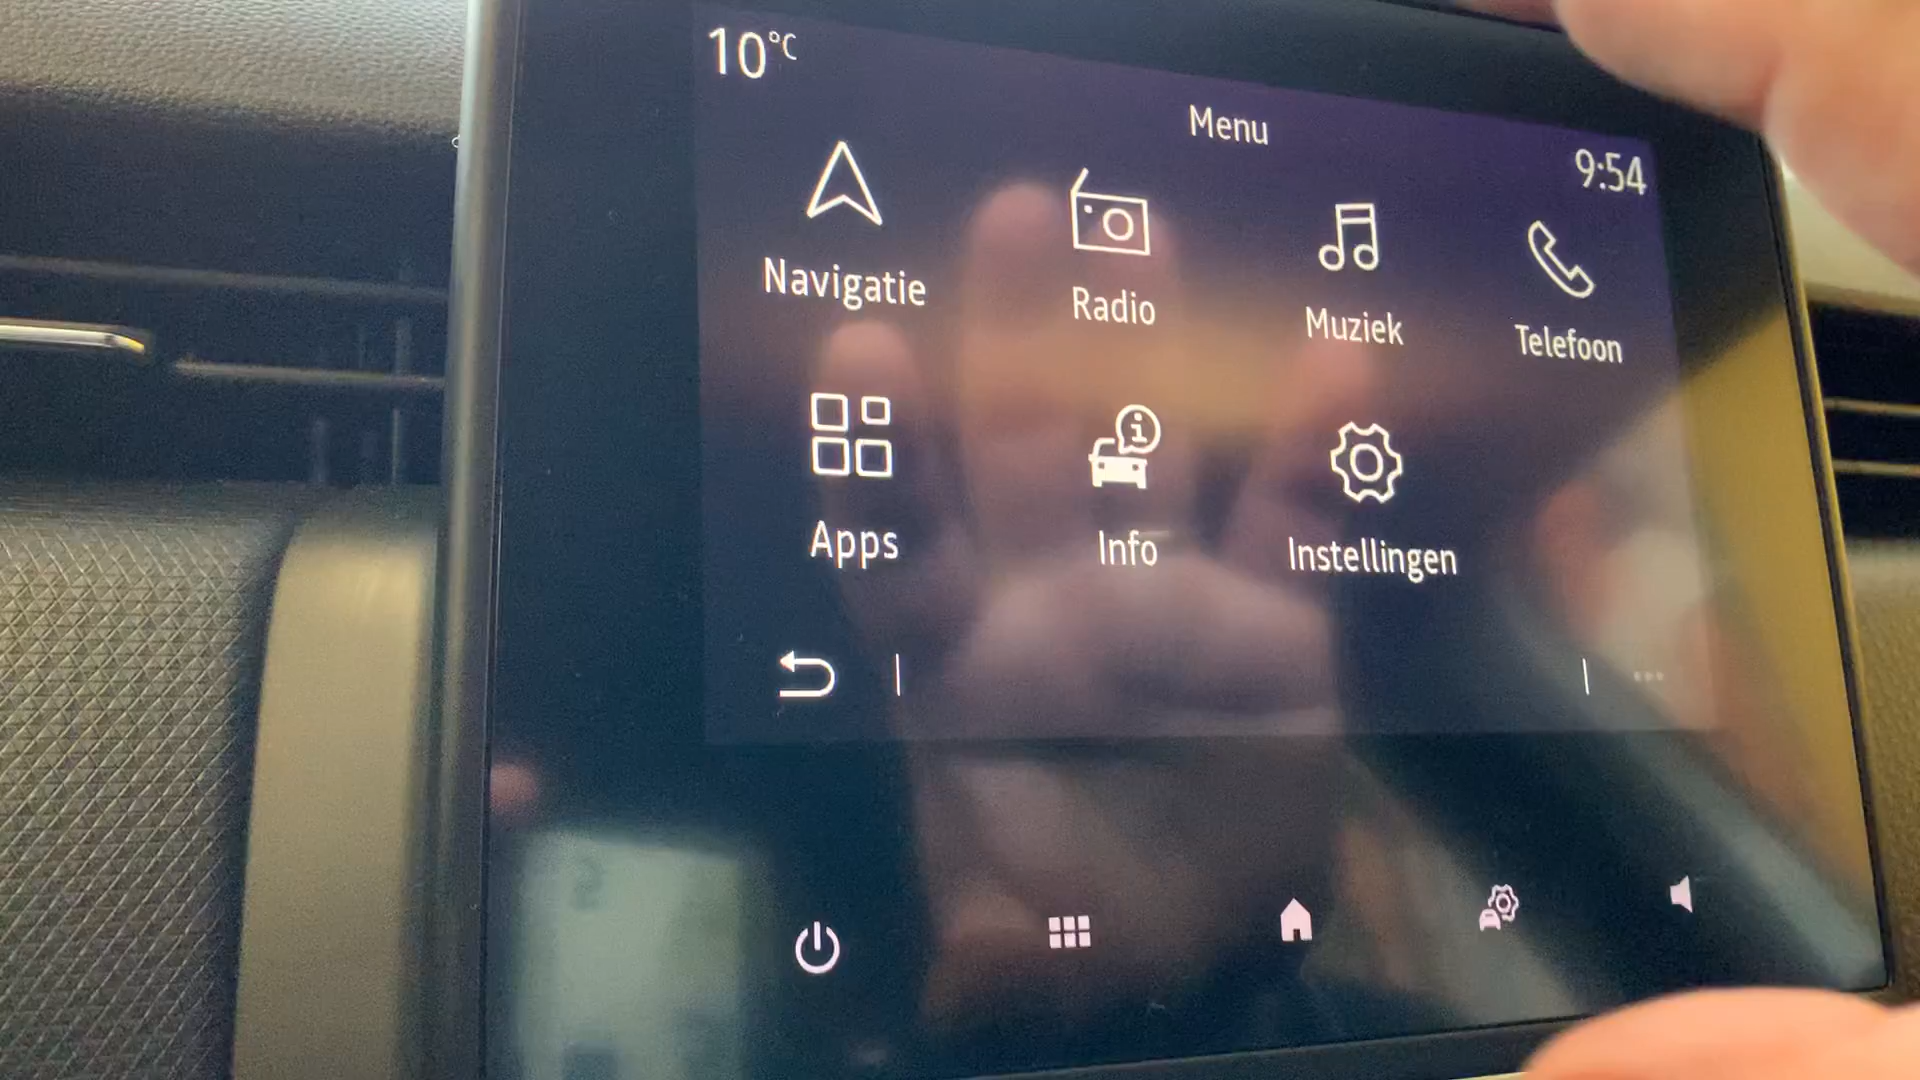 10°C
Menu
9:54
Navigatie
Radio
Muziek
Telefoon
Apps
Info
Instellingen